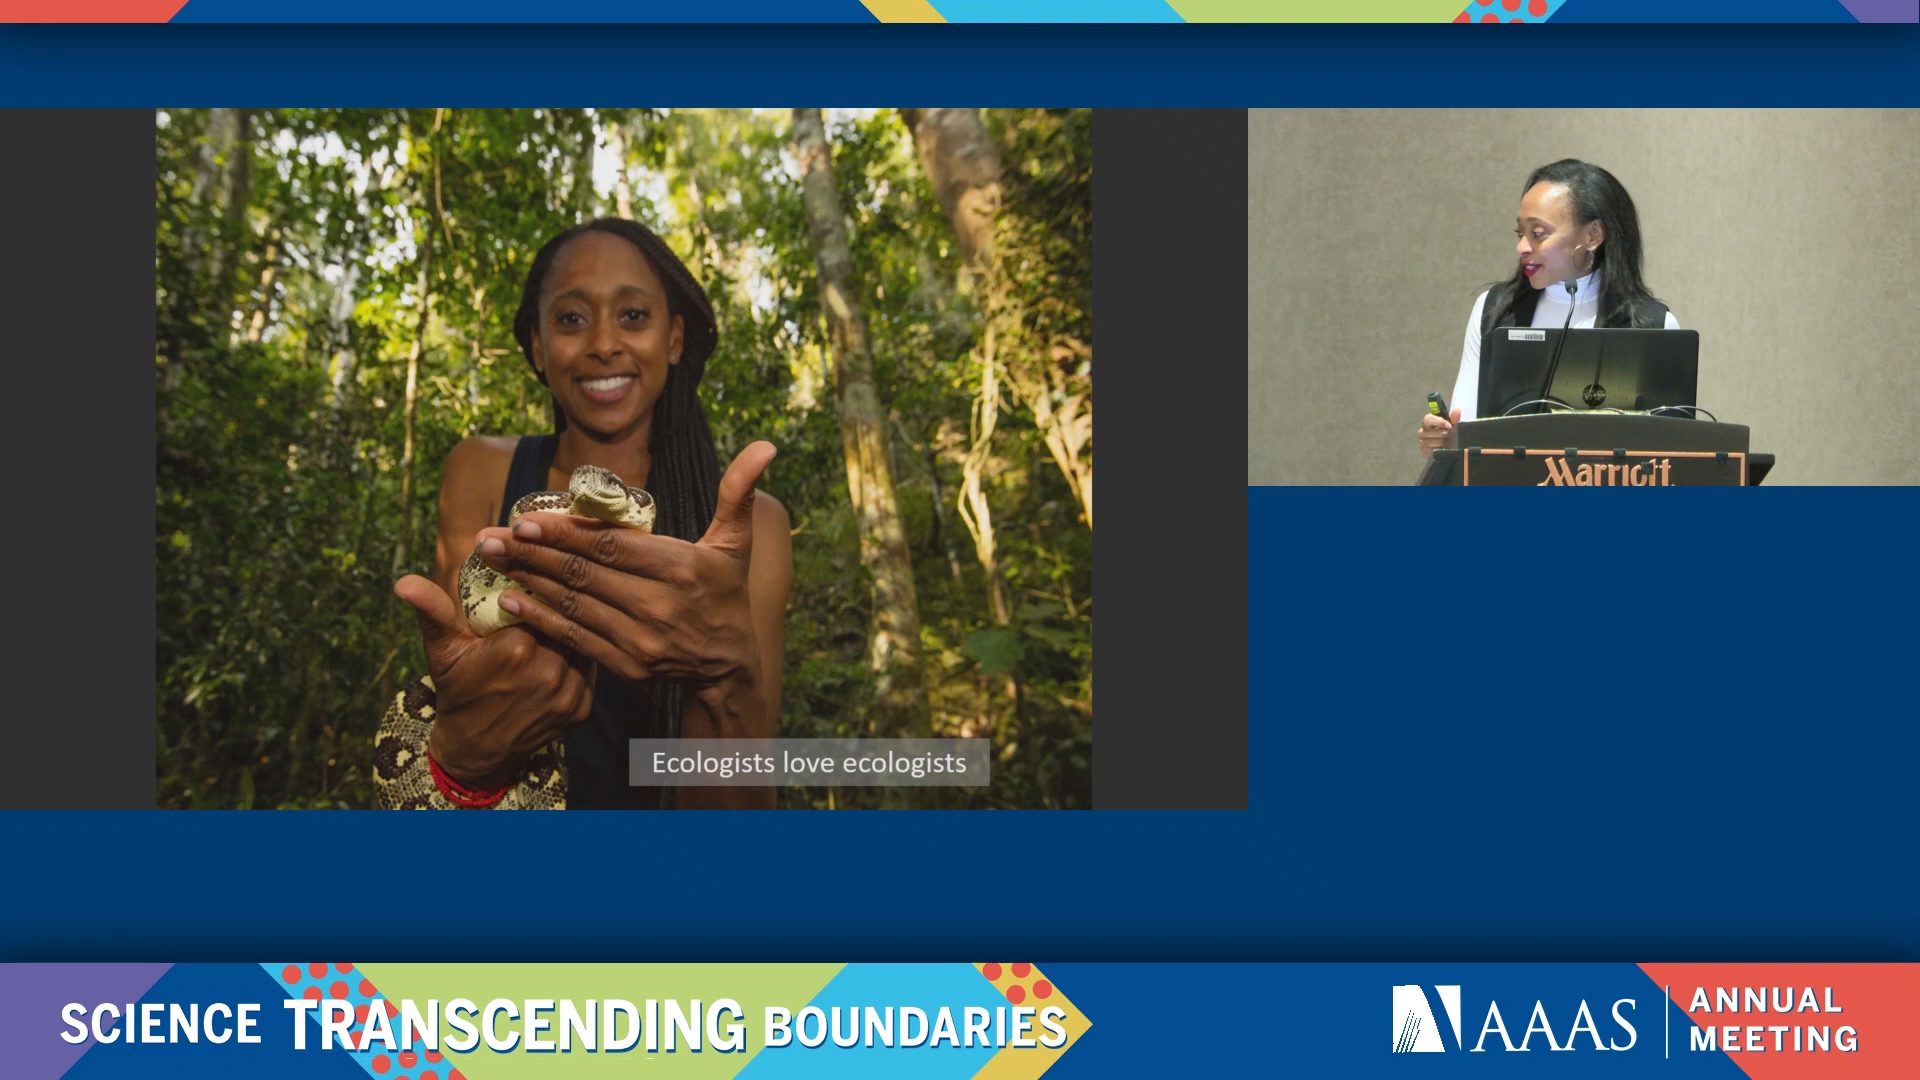 Ecologists love ecologists
Marriott
SCIENCE TRANSCENDING BOUNDARIES
AAAS
ANNUAL
MEETING